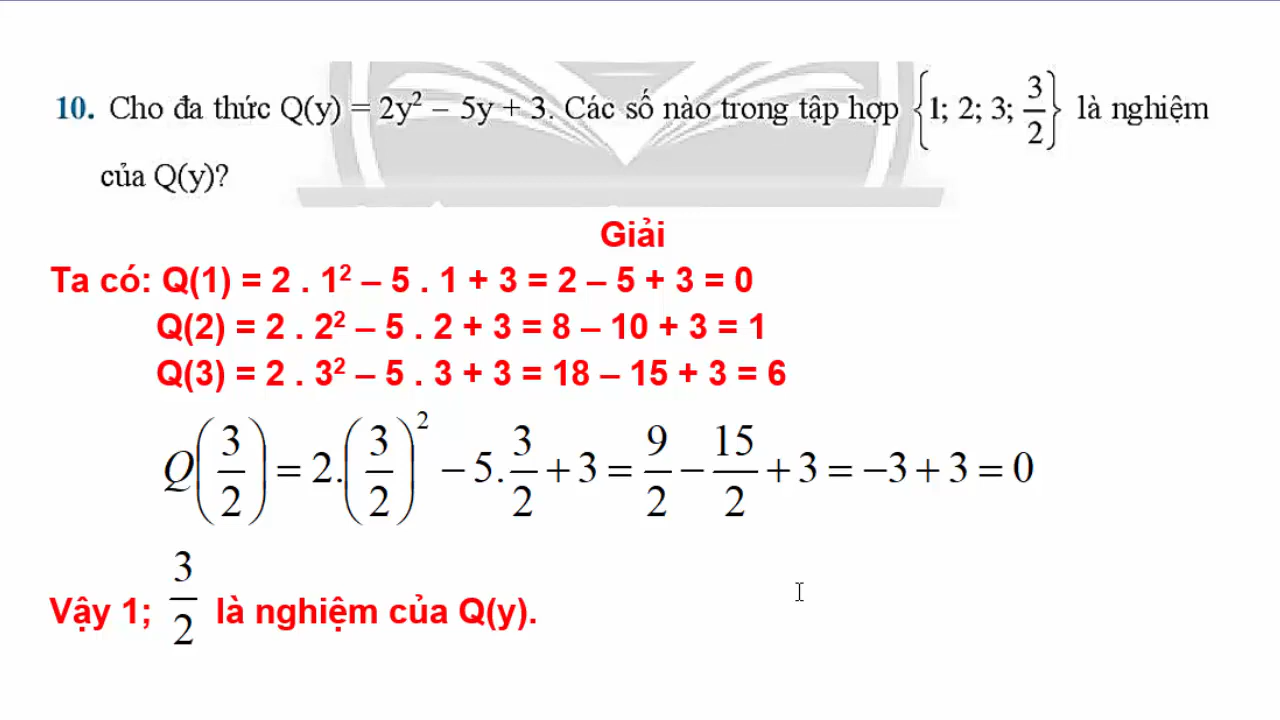 10. Cho đa thức Q(y) = 2y² – 5y + 3. Các số nào trong tập hợp {1; 2; 3; 3/2} là nghiệm
của Q(y)?
Giải
Ta có: Q(1) = 2 . 1² – 5 . 1 + 3 = 2 – 5 + 3 = 0
Q(2) = 2 . 2² – 5 . 2 + 3 = 8 – 10 + 3 = 1
Q(3) = 2 . 3² – 5 . 3 + 3 = 18 – 15 + 3 = 6
Q(3/2) = 2.(3/2)² − 5.3/2 + 3 = 9/2 − 15/2 + 3 = −3 + 3 = 0
Vậy 1; 3/2 là nghiệm của Q(y).